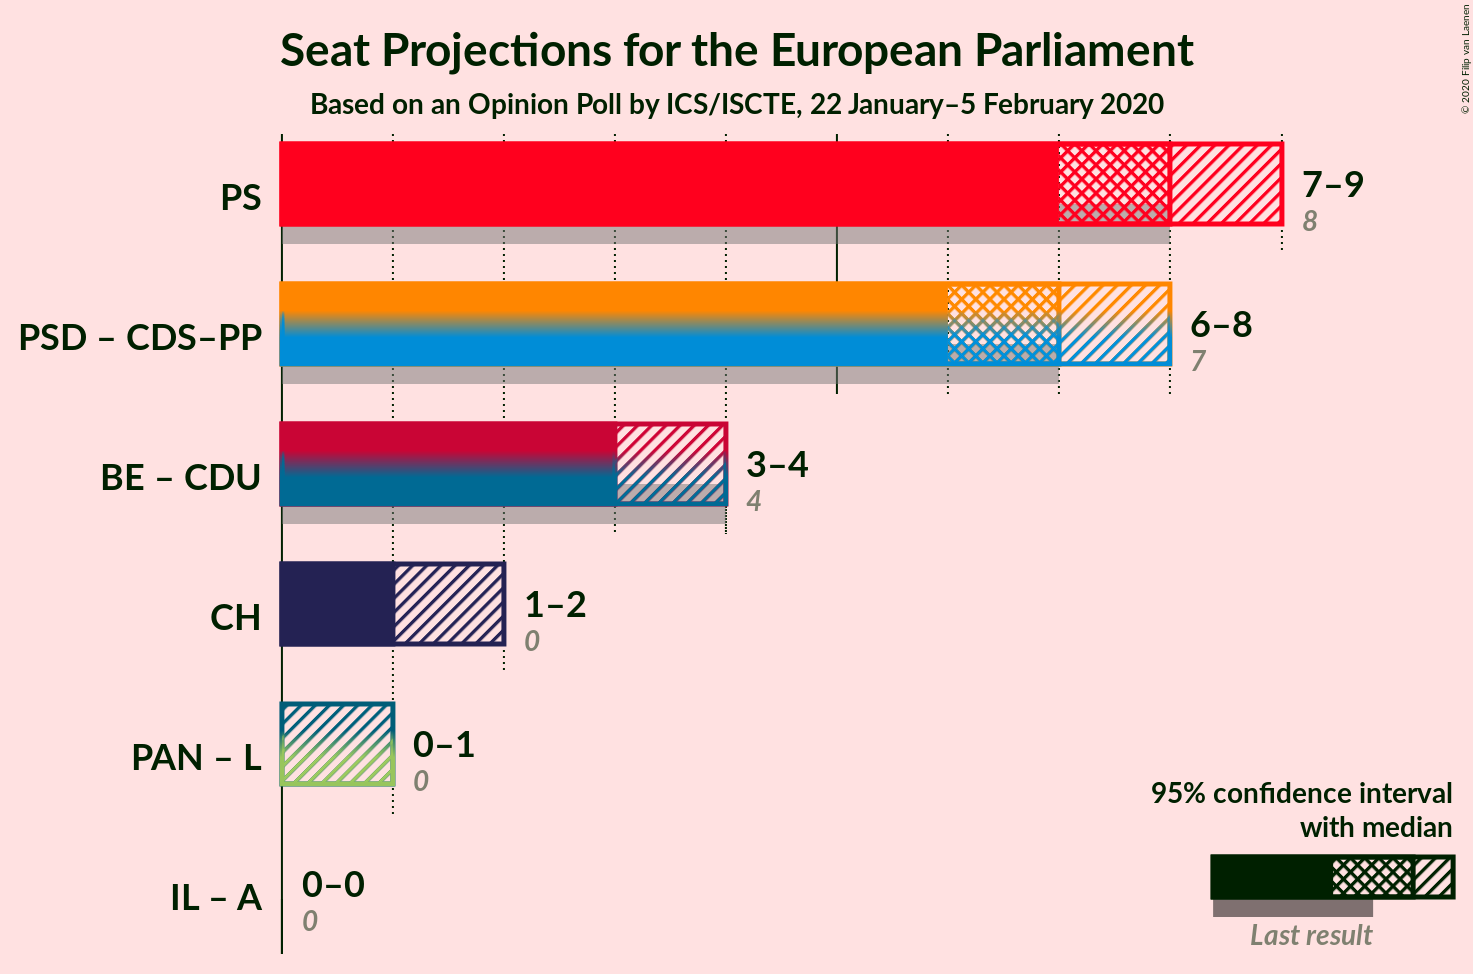 Seat Projections for the European Parliament
Based on an Opinion Poll by ICS/ISCTE, 22 January–5 February 2020
© 2020 Filip van Laenen
PS
7–9
8
PSD – CDS–PP
6–8
7
BE – CDU
3–4
4
CH
1–2
0
PAN – L
0–1
0
IL – A
0–0
0
95% confidence interval
with median
Last result